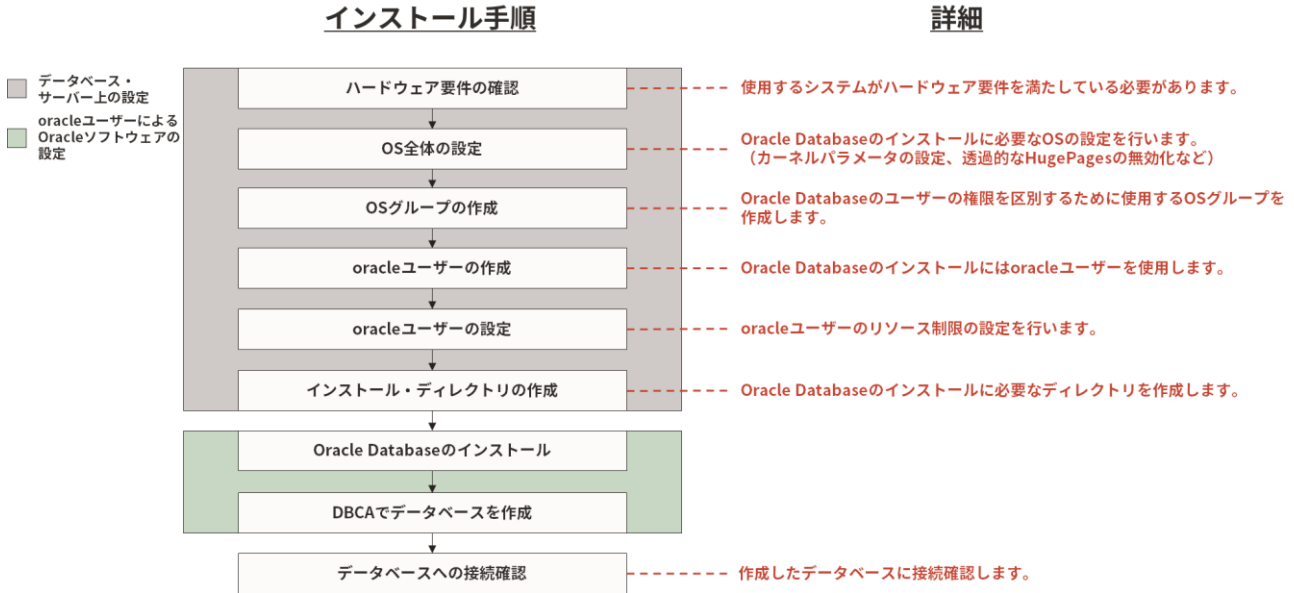 インストール手順
詳細
データベース・
サーバー上の設定
oracleユーザーによる
Oracleソフトウェアの
設定
ハードウェア要件の確認
使用するシステムがハードウェア要件を満たしている必要があります。
OS全体の設定
Oracle Databaseのインストールに必要なOSの設定を行います。
（カーネルパラメータの設定、透過的なHugePagesの無効化など）
OSグループの作成
Oracle Databaseのユーザーの権限を区別するために使用するOSグループを
作成します。
oracleユーザーの作成
Oracle Databaseのインストールにはoracleユーザーを使用します。
oracleユーザーの設定
oracleユーザーのリソース制限の設定を行います。
インストール・ディレクトリの作成
Oracle Databaseのインストールに必要なディレクトリを作成します。
Oracle Databaseのインストール
DBCAでデータベースを作成
データベースへの接続確認
作成したデータベースに接続確認します。